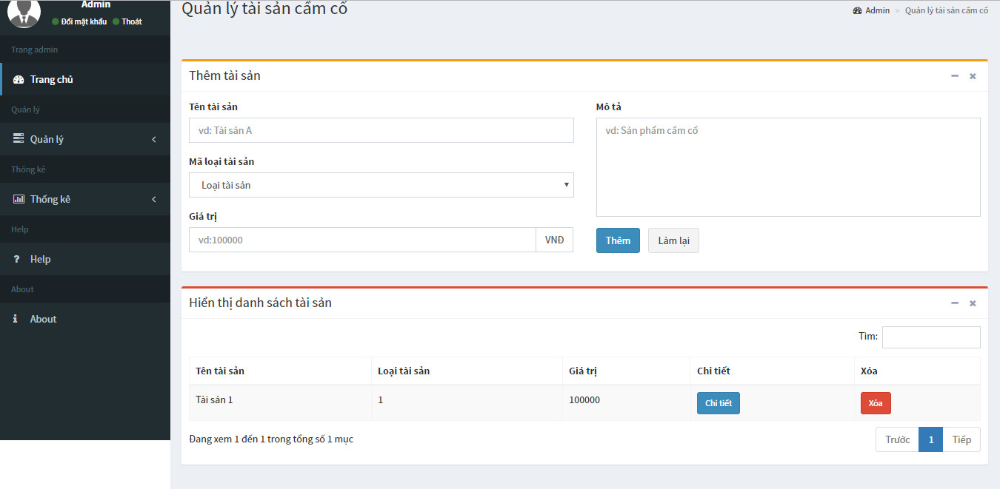 Admin
Đổi mật khẩu Thoát
Trang admin
Trang chủ
Quản lý
Quản lý
Thống kê
Thống kê
Help
Help
About
About
Quản lý tài sản cầm cố
Admin > Quản lý tài sản cầm cố
Thêm tài sản
Tên tài sản
vd: Tài sản A
Mã loại tài sản
Loại tài sản
Giá trị
vd:100000 VNĐ
Mô tả
vd: Sản phẩm cầm cố
Thêm Làm lại
Hiển thị danh sách tài sản
Tìm:
Tên tài sản Loại tài sản Giá trị Chi tiết Xóa
Tài sản 1 1 100000 Chi tiết Xóa
Đang xem 1 đến 1 trong tổng số 1 mục
Trước 1 Tiếp